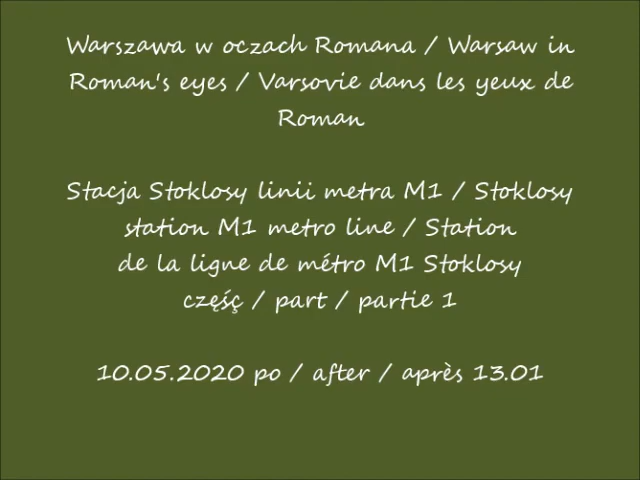 Warszawa w oczach Romana / Warsaw in
Roman's eyes / Varsovie dans les yeux de
Roman
Stacja Stoklosy linii metra M1 / Stoklosy
station M1 metro line / Station
de la ligne de métro M1 Stoklosy
częśç / part / partie 1
10.05.2020 po / after / après 13.01